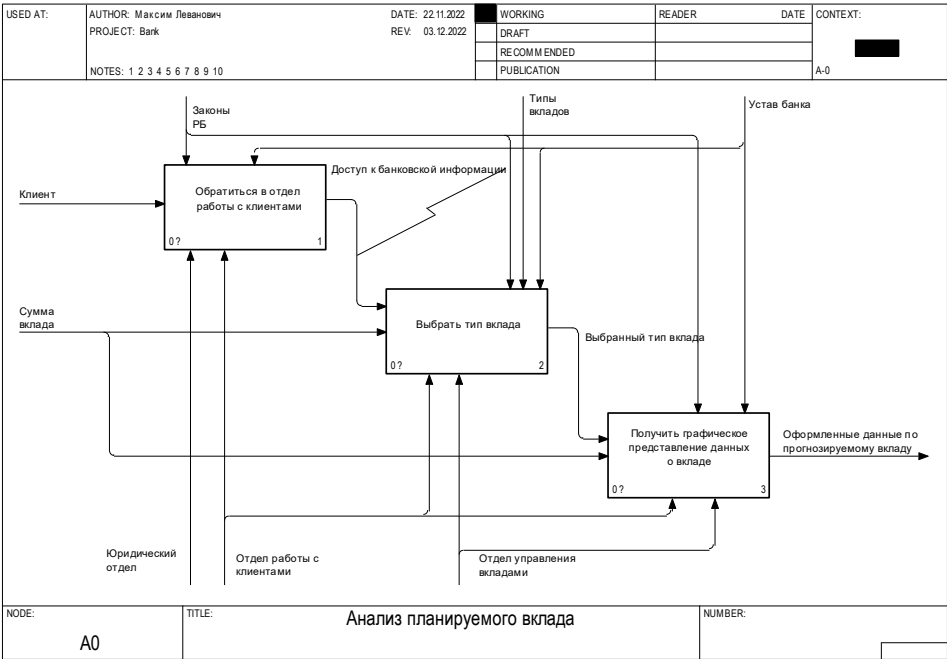 USED AT:
AUTHOR: Максим Леванович
DATE: 22.11.2022
WORKING
READER
DATE
CONTEXT:
PROJECT: Bank
REV: 03.12.2022
DRAFT
RECOMMENDED
NOTES: 1 2 3 4 5 6 7 8 9 10
PUBLICATION
A-0
Законы
РБ
Типы
вкладов
Устав банка
Доступ к банковской информации
Клиент
Обратиться в отдел
работы с клиентами
0 ?
1
Сумма
вклада
Выбрать тип вклада
0 ?
2
Выбранный тип вклада
Получить графическое
представление данных
о вкладе
0 ?
3
Оформленные данные по
прогнозируемому вкладу
Юридический
отдел
Отдел работы с
клиентами
Отдел управления
вкладами
NODE:
TITLE:
Анализ планируемого вклада
NUMBER:
A0